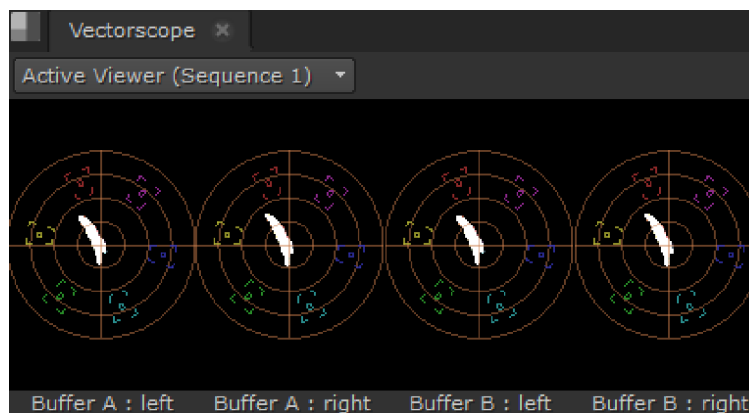 Vectorscope
Active Viewer (Sequence 1)
Buffer A : left
Buffer A : right
Buffer B : left
Buffer B : right